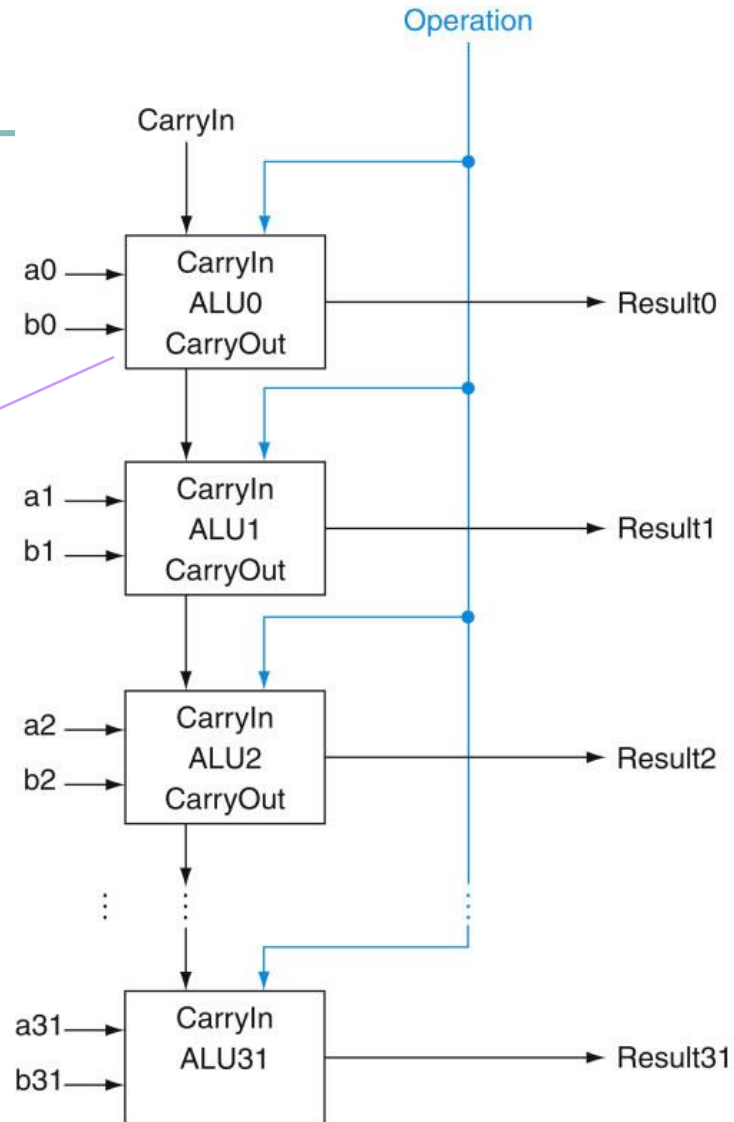 Operation
CarryIn
a0
b0
CarryIn
ALU0
CarryOut
Result0
a1
b1
CarryIn
ALU1
CarryOut
Result1
a2
b2
CarryIn
ALU2
CarryOut
Result2
a31
b31
CarryIn
ALU31
Result31